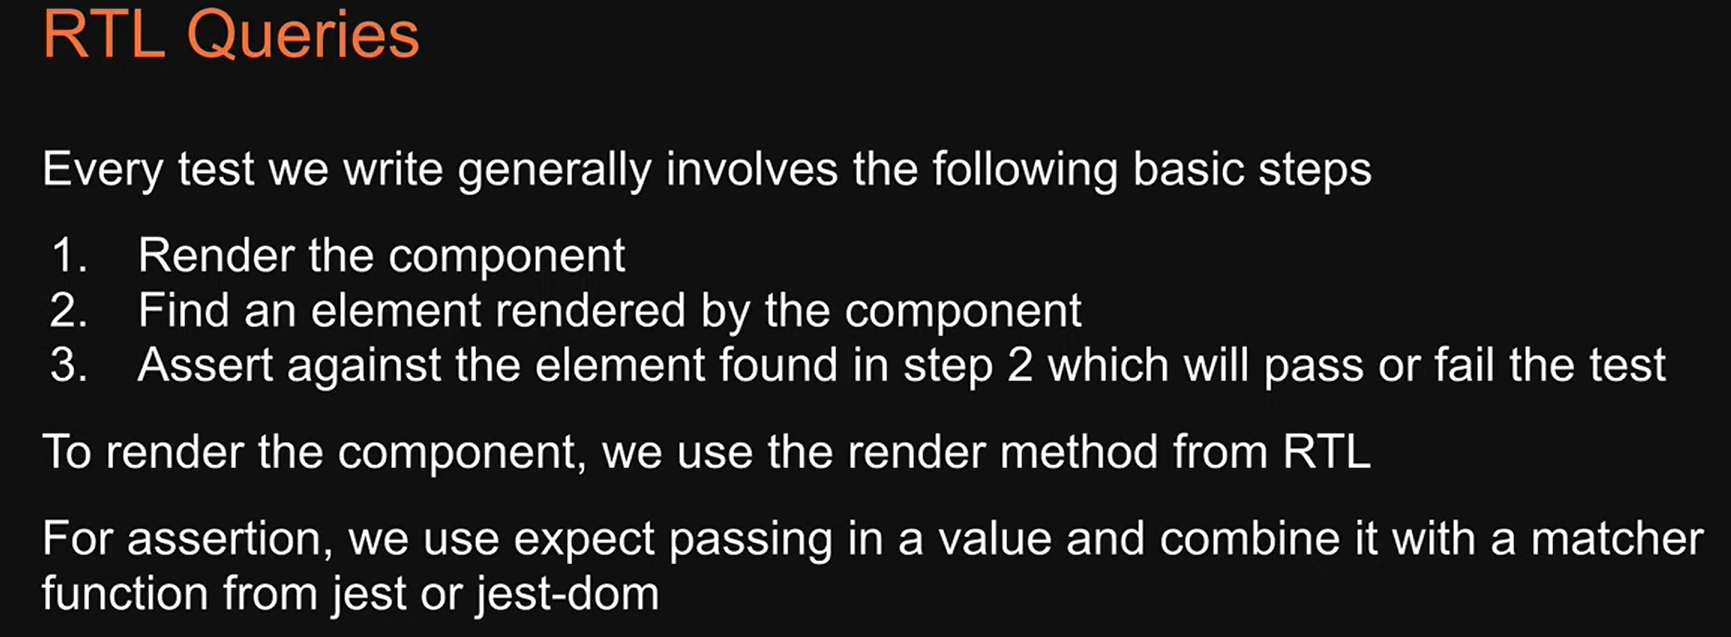 RTL Queries
Every test we write generally involves the following basic steps
1. Render the component
2. Find an element rendered by the component
3. Assert against the element found in step 2 which will pass or fail the test
To render the component, we use the render method from RTL
For assertion, we use expect passing in a value and combine it with a matcher
function from jest or jest-dom